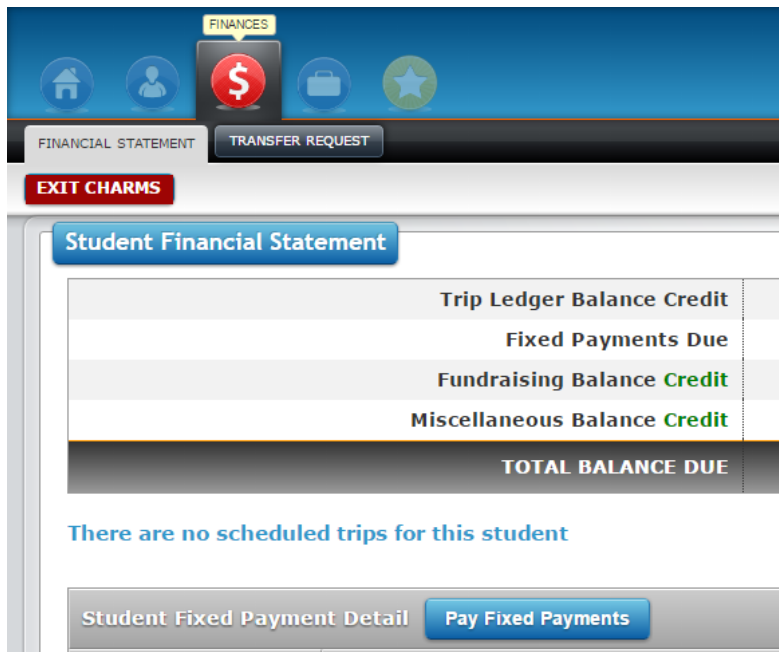 FINANCES
$
FINANCIAL STATEMENT TRANSFER REQUEST
EXIT CHARMS
Student Financial Statement
Trip Ledger Balance Credit
Fixed Payments Due
Fundraising Balance Credit
Miscellaneous Balance Credit
TOTAL BALANCE DUE
There are no scheduled trips for this student
Student Fixed Payment Detail Pay Fixed Payments